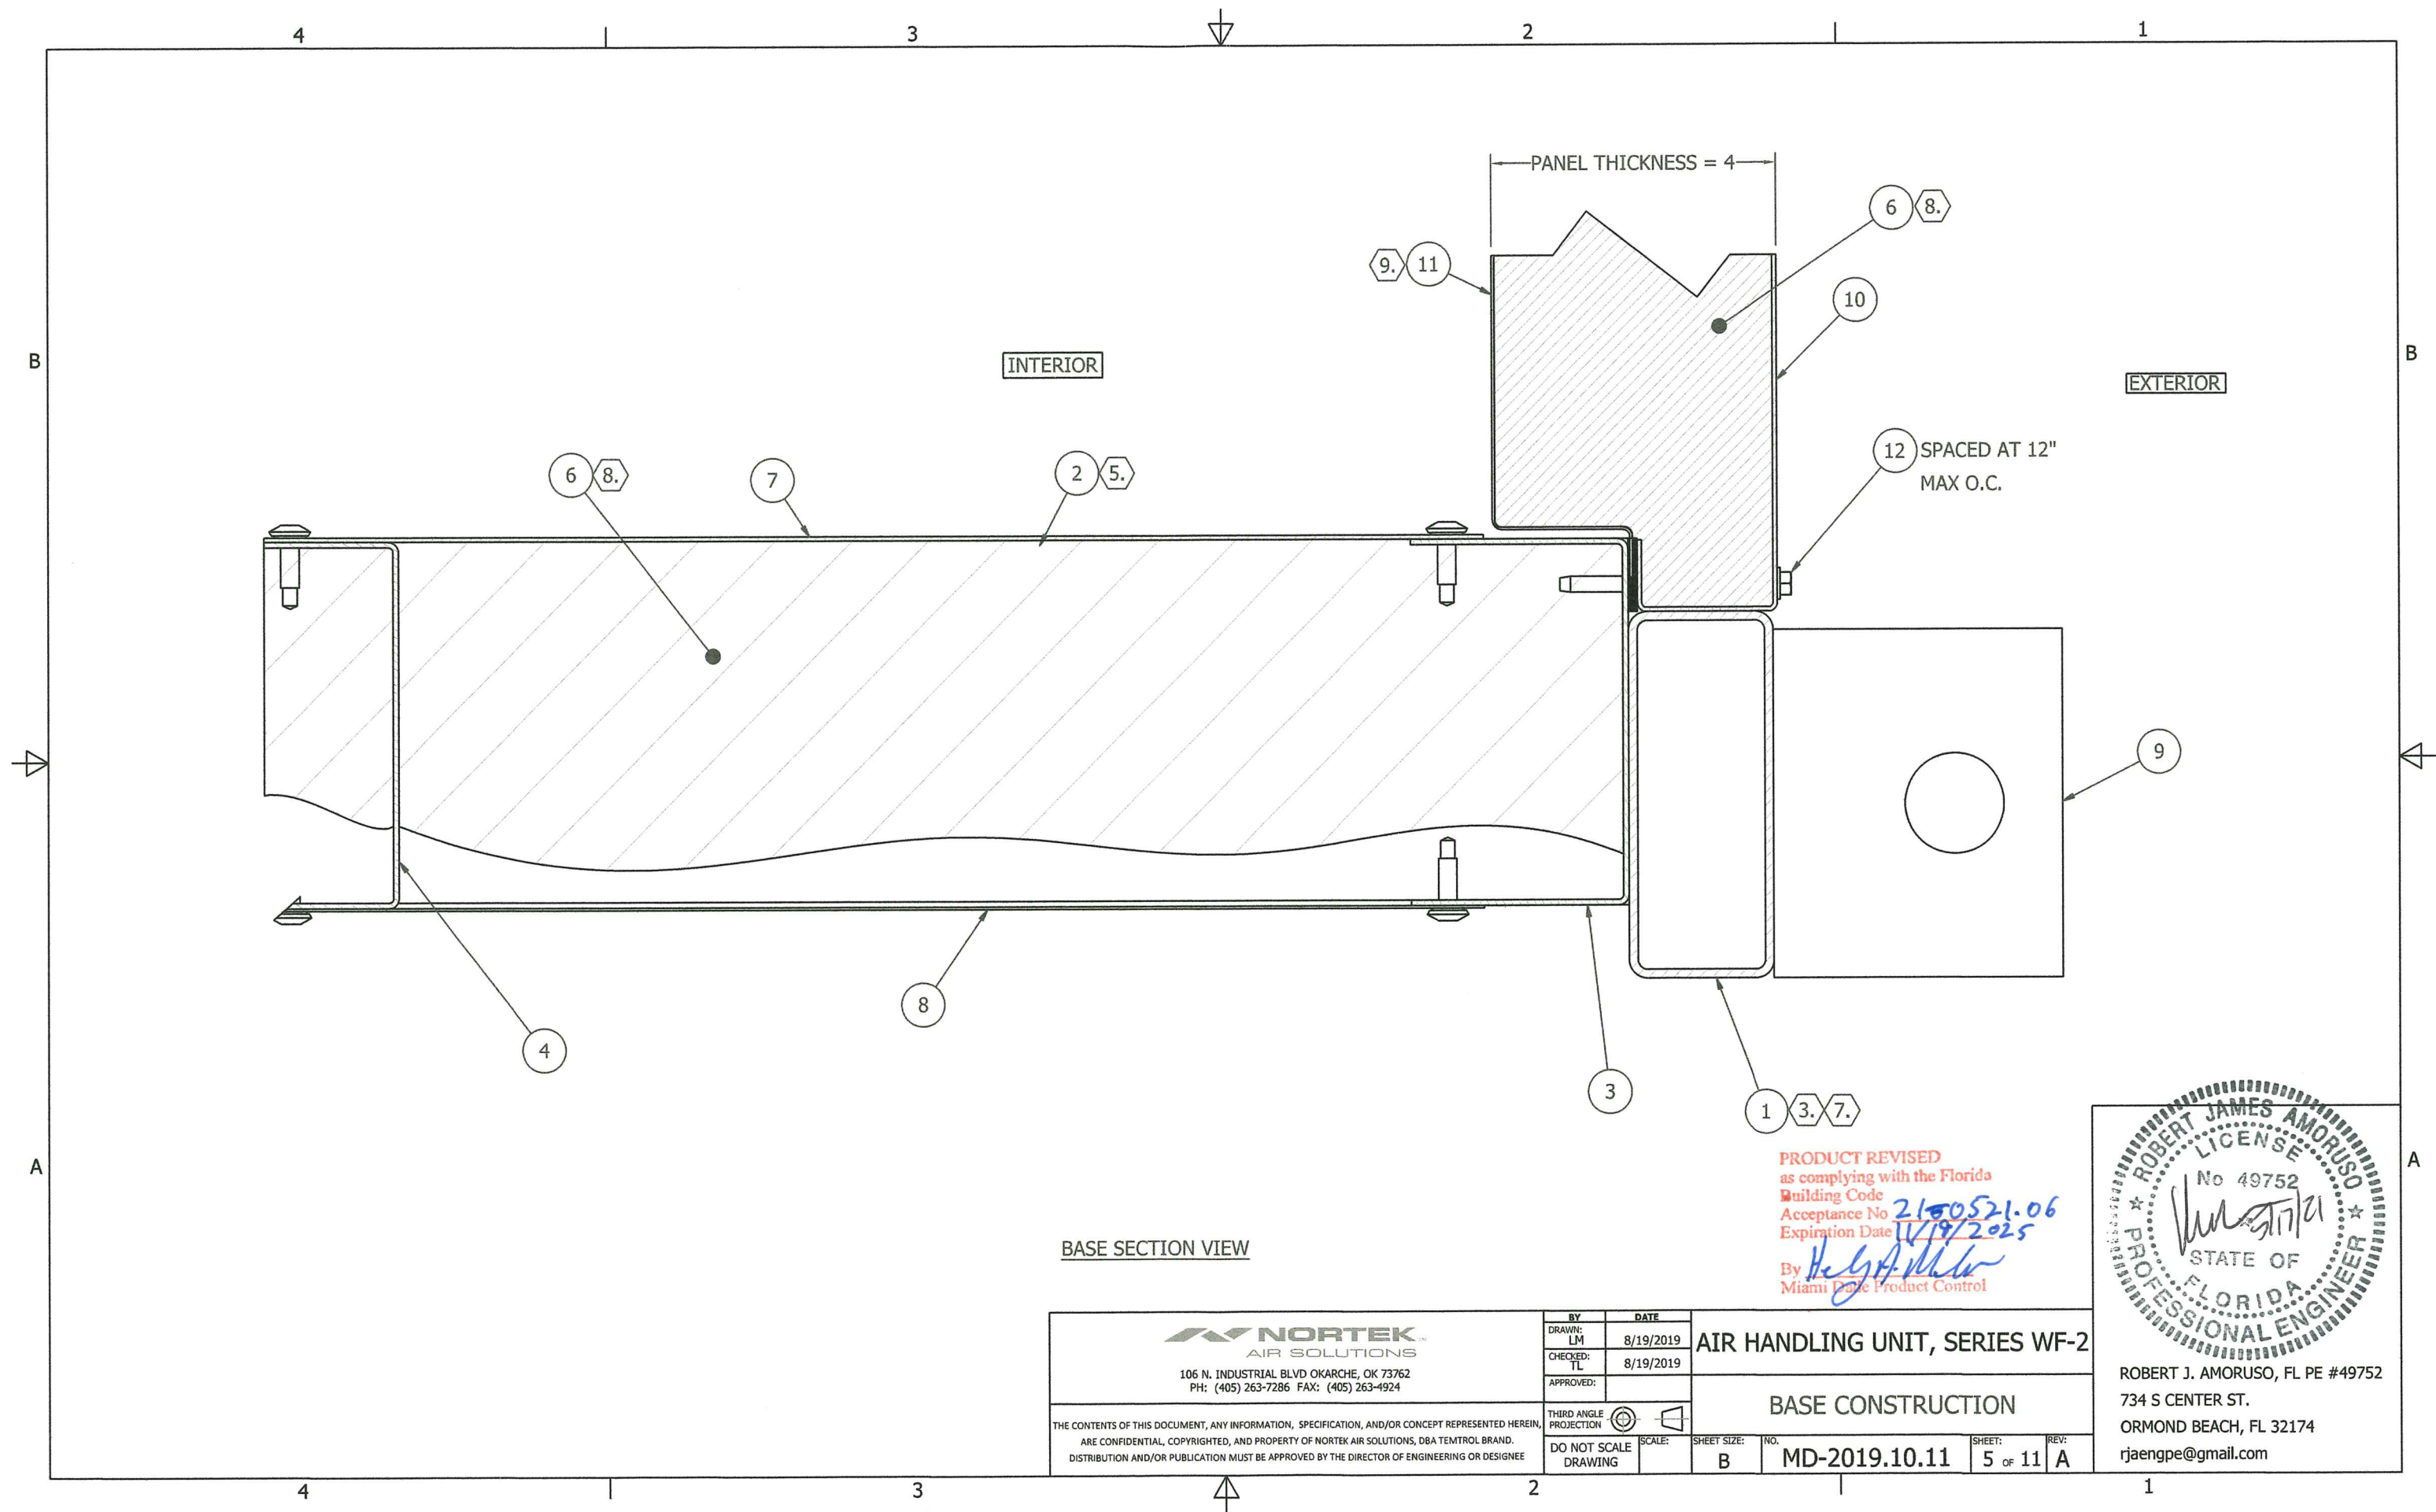 4
3
2
1
PANEL THICKNESS = 4
6
8.
9.
11
10
B
INTERIOR
B
EXTERIOR
12
SPACED AT 12"
MAX O.C.
6
8.
7
2
5.
9
8
4
3
1
3.
7.
A
A
PRODUCT REVISED
as complying with the Florida
Building Code
Acceptance No
Expiration Date 11/19/2025
By
Miami Dade Product Control
ROBERT JAMES AMORUSO
LICENSE
No 49752
STATE OF
FLORIDA
PROFESSIONAL ENGINEER
BASE SECTION VIEW
NORTEK
AIR SOLUTIONS
106 N. INDUSTRIAL BLVD OKARCHE, OK 73762
PH: (405) 263-7286 FAX: (405) 263-4924
THE CONTENTS OF THIS DOCUMENT, ANY INFORMATION, SPECIFICATION, AND/OR CONCEPT REPRESENTED HEREIN,
ARE CONFIDENTIAL, COPYRIGHTED, AND PROPERTY OF NORTEK AIR SOLUTIONS, DBA TEMTROL BRAND.
DISTRIBUTION AND/OR PUBLICATION MUST BE APPROVED BY THE DIRECTOR OF ENGINEERING OR DESIGNEE
BY DATE
DRAWN:
LM 8/19/2019
CHECKED:
TL 8/19/2019
APPROVED:
THIRD ANGLE
PROJECTION
DO NOT SCALE
DRAWING
SCALE:
AIR HANDLING UNIT, SERIES WF-2
BASE CONSTRUCTION
SHEET SIZE:
B
NO.
MD-2019.10.11
SHEET:
5 OF 11
REV:
A
ROBERT J. AMORUSO, FL PE #49752
734 S CENTER ST.
ORMOND BEACH, FL 32174
rjaengpe@gmail.com
4
3
2
1